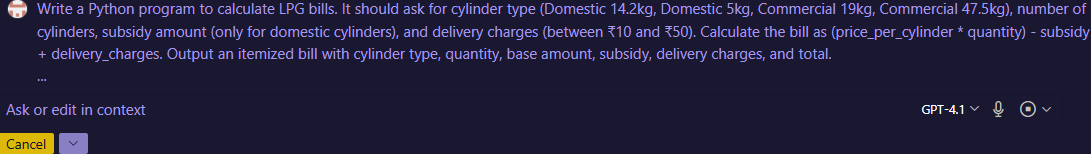 Write a Python program to calculate LPG bills. It should ask for cylinder type (Domestic 14.2kg, Domestic 5kg, Commercial 19kg, Commercial 47.5kg), number of
cylinders, subsidy amount (only for domestic cylinders), and delivery charges (between ₹10 and ₹50). Calculate the bill as (price_per_cylinder * quantity) - subsidy
+ delivery_charges. Output an itemized bill with cylinder type, quantity, base amount, subsidy, delivery charges, and total.
...
Ask or edit in context
GPT-4.1
Cancel